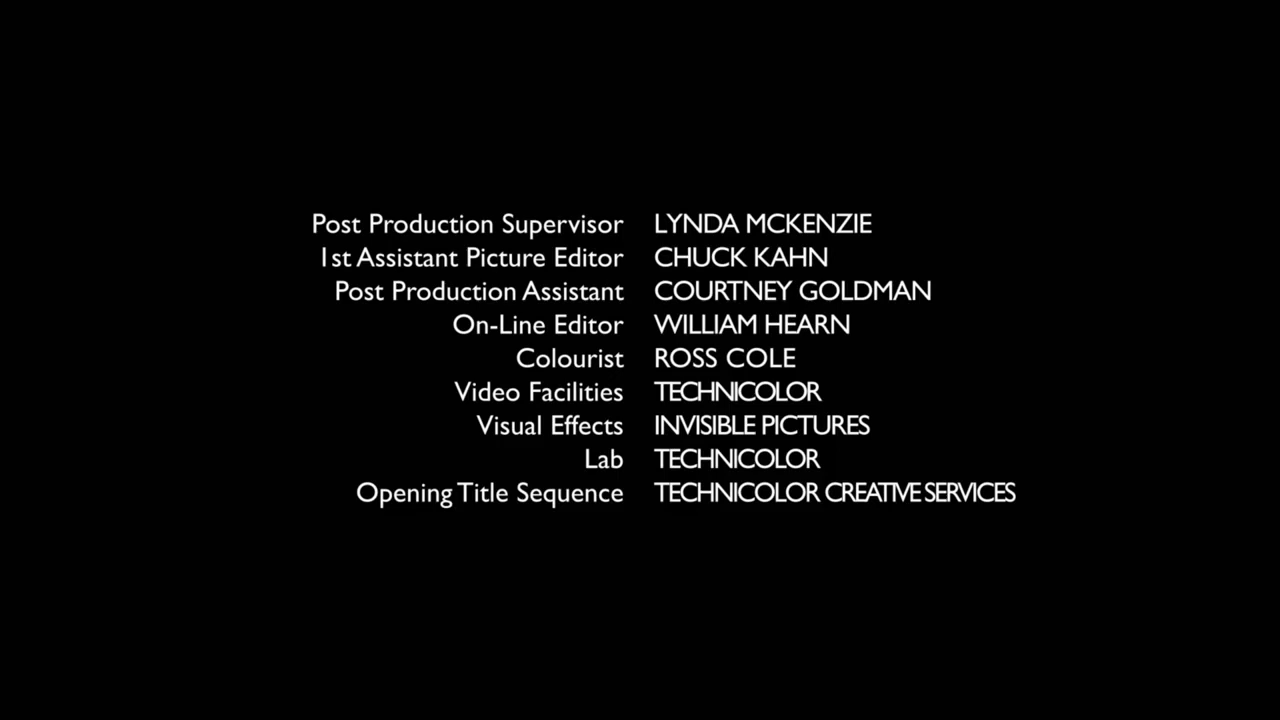 Post Production Supervisor LYNDA MCKENZIE
1st Assistant Picture Editor CHUCK KAHN
Post Production Assistant COURTNEY GOLDMAN
On-Line Editor WILLIAM HEARN
Colourist ROSS COLE
Video Facilities TECHNICOLOR
Visual Effects INVISIBLE PICTURES
Lab TECHNICOLOR
Opening Title Sequence TECHNICOLOR CREATIVE SERVICES